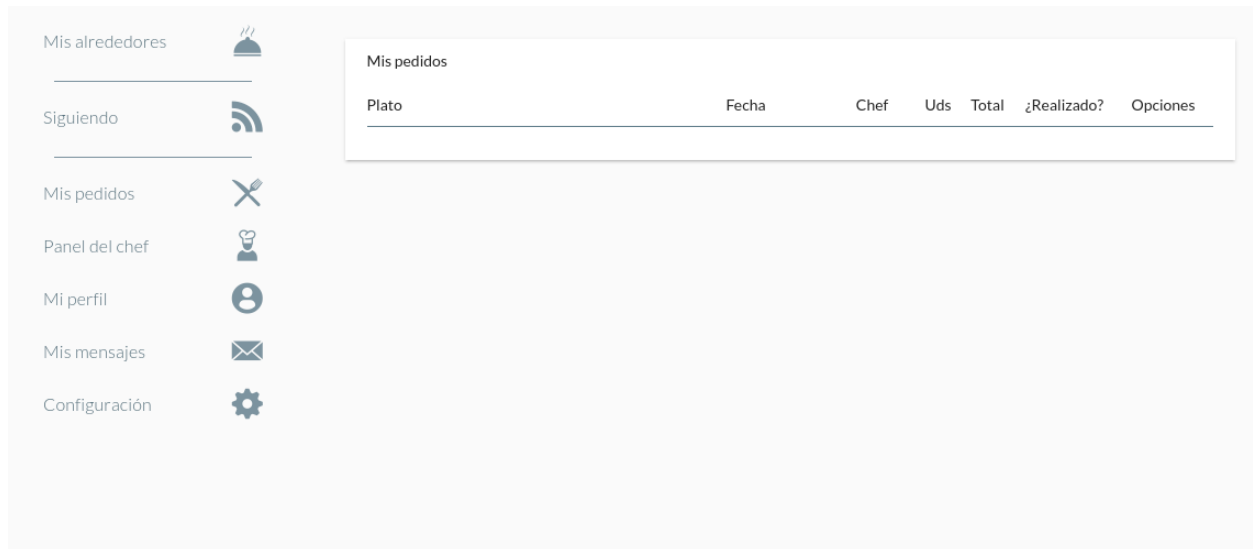 Mis alrededores
Siguiendo
Mis pedidos
Panel del chef
Mi perfil
Mis mensajes
Configuración
Mis pedidos
Plato Fecha Chef Uds Total ¿Realizado? Opciones